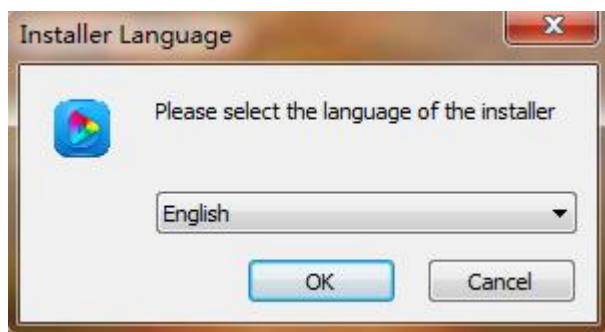 Installer Language
Please select the language of the installer
English
OK
Cancel